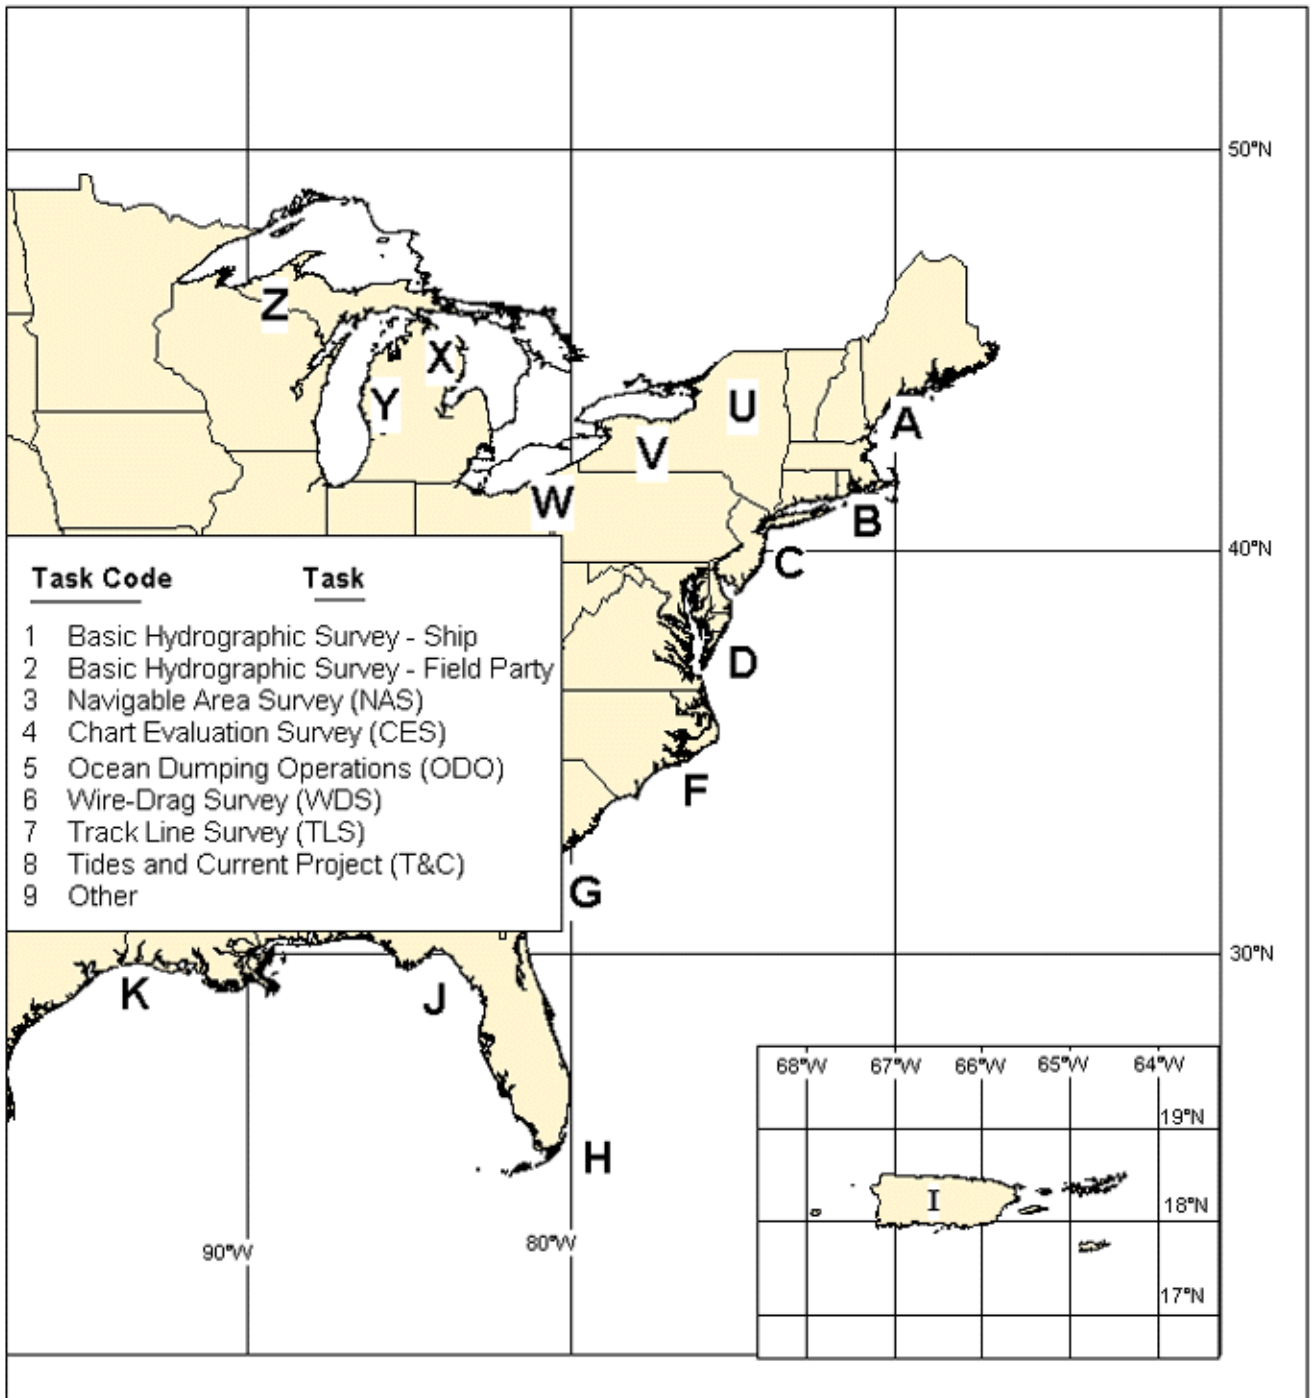 50°N
Z
X
Y
U
A
V
W
B
40°N
C
Task Code Task
1 Basic Hydrographic Survey - Ship
2 Basic Hydrographic Survey - Field Party
3 Navigable Area Survey (NAS)
4 Chart Evaluation Survey (CES)
5 Ocean Dumping Operations (ODO)
6 Wire-Drag Survey (WDS)
7 Track Line Survey (TLS)
8 Tides and Current Project (T&C)
9 Other
D
F
G
30°N
K
J
H
90°W
80°W
68°W 67°W 66°W 65°W 64°W
19°N
I
18°N
17°N